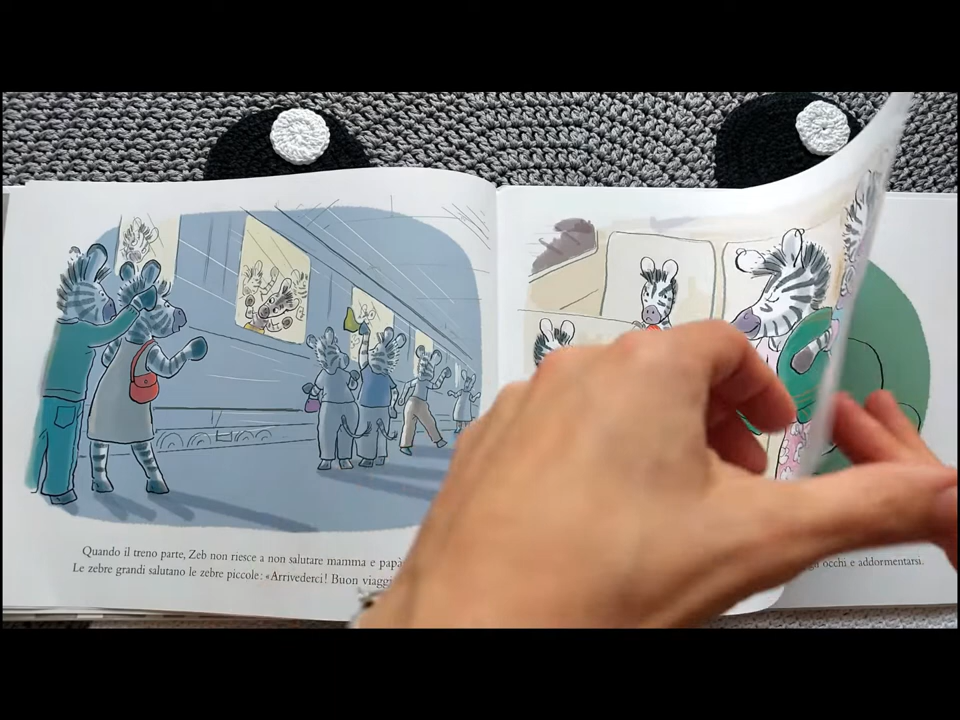 Quando il treno parte, Zeb non riesce a non salutare mamma e papà
Le zebre grandi salutano le zebre piccole: «Arrivederci! Buon viaggi
gli occhi e addormentarsi.